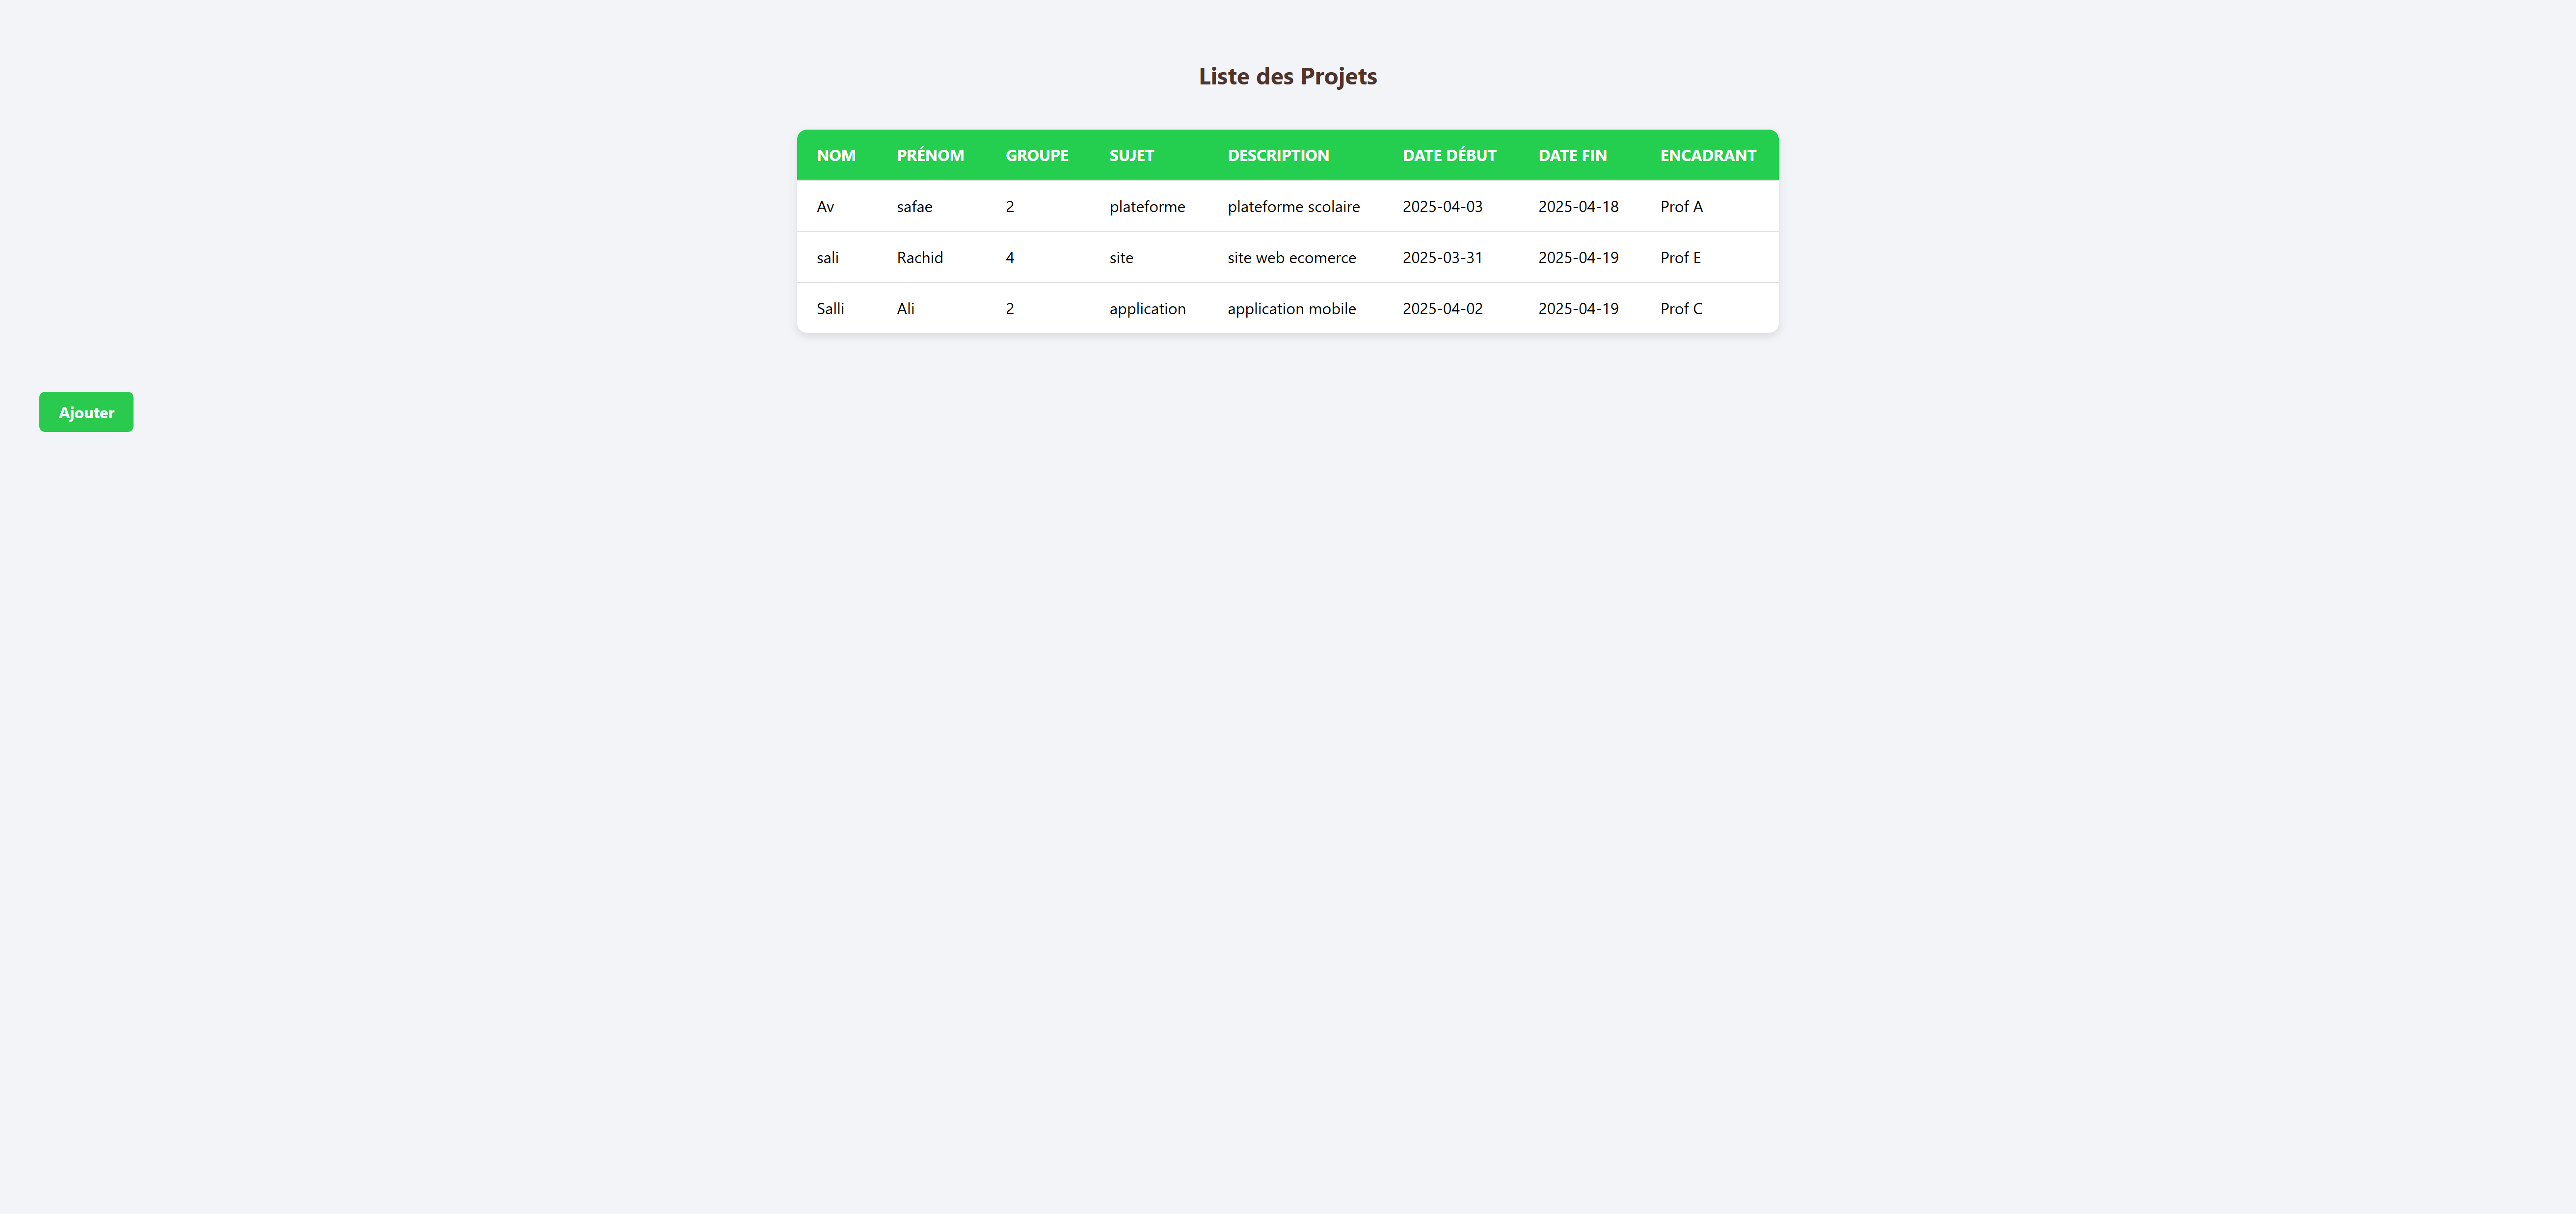 Liste des Projets
NOM PRÉNOM GROUPE SUJET DESCRIPTION DATE DÉBUT DATE FIN ENCADRANT
Av safae 2 plateforme plateforme scolaire 2025-04-03 2025-04-18 Prof A
sali Rachid 4 site site web ecomerce 2025-03-31 2025-04-19 Prof E
Salli Ali 2 application application mobile 2025-04-02 2025-04-19 Prof C
Ajouter